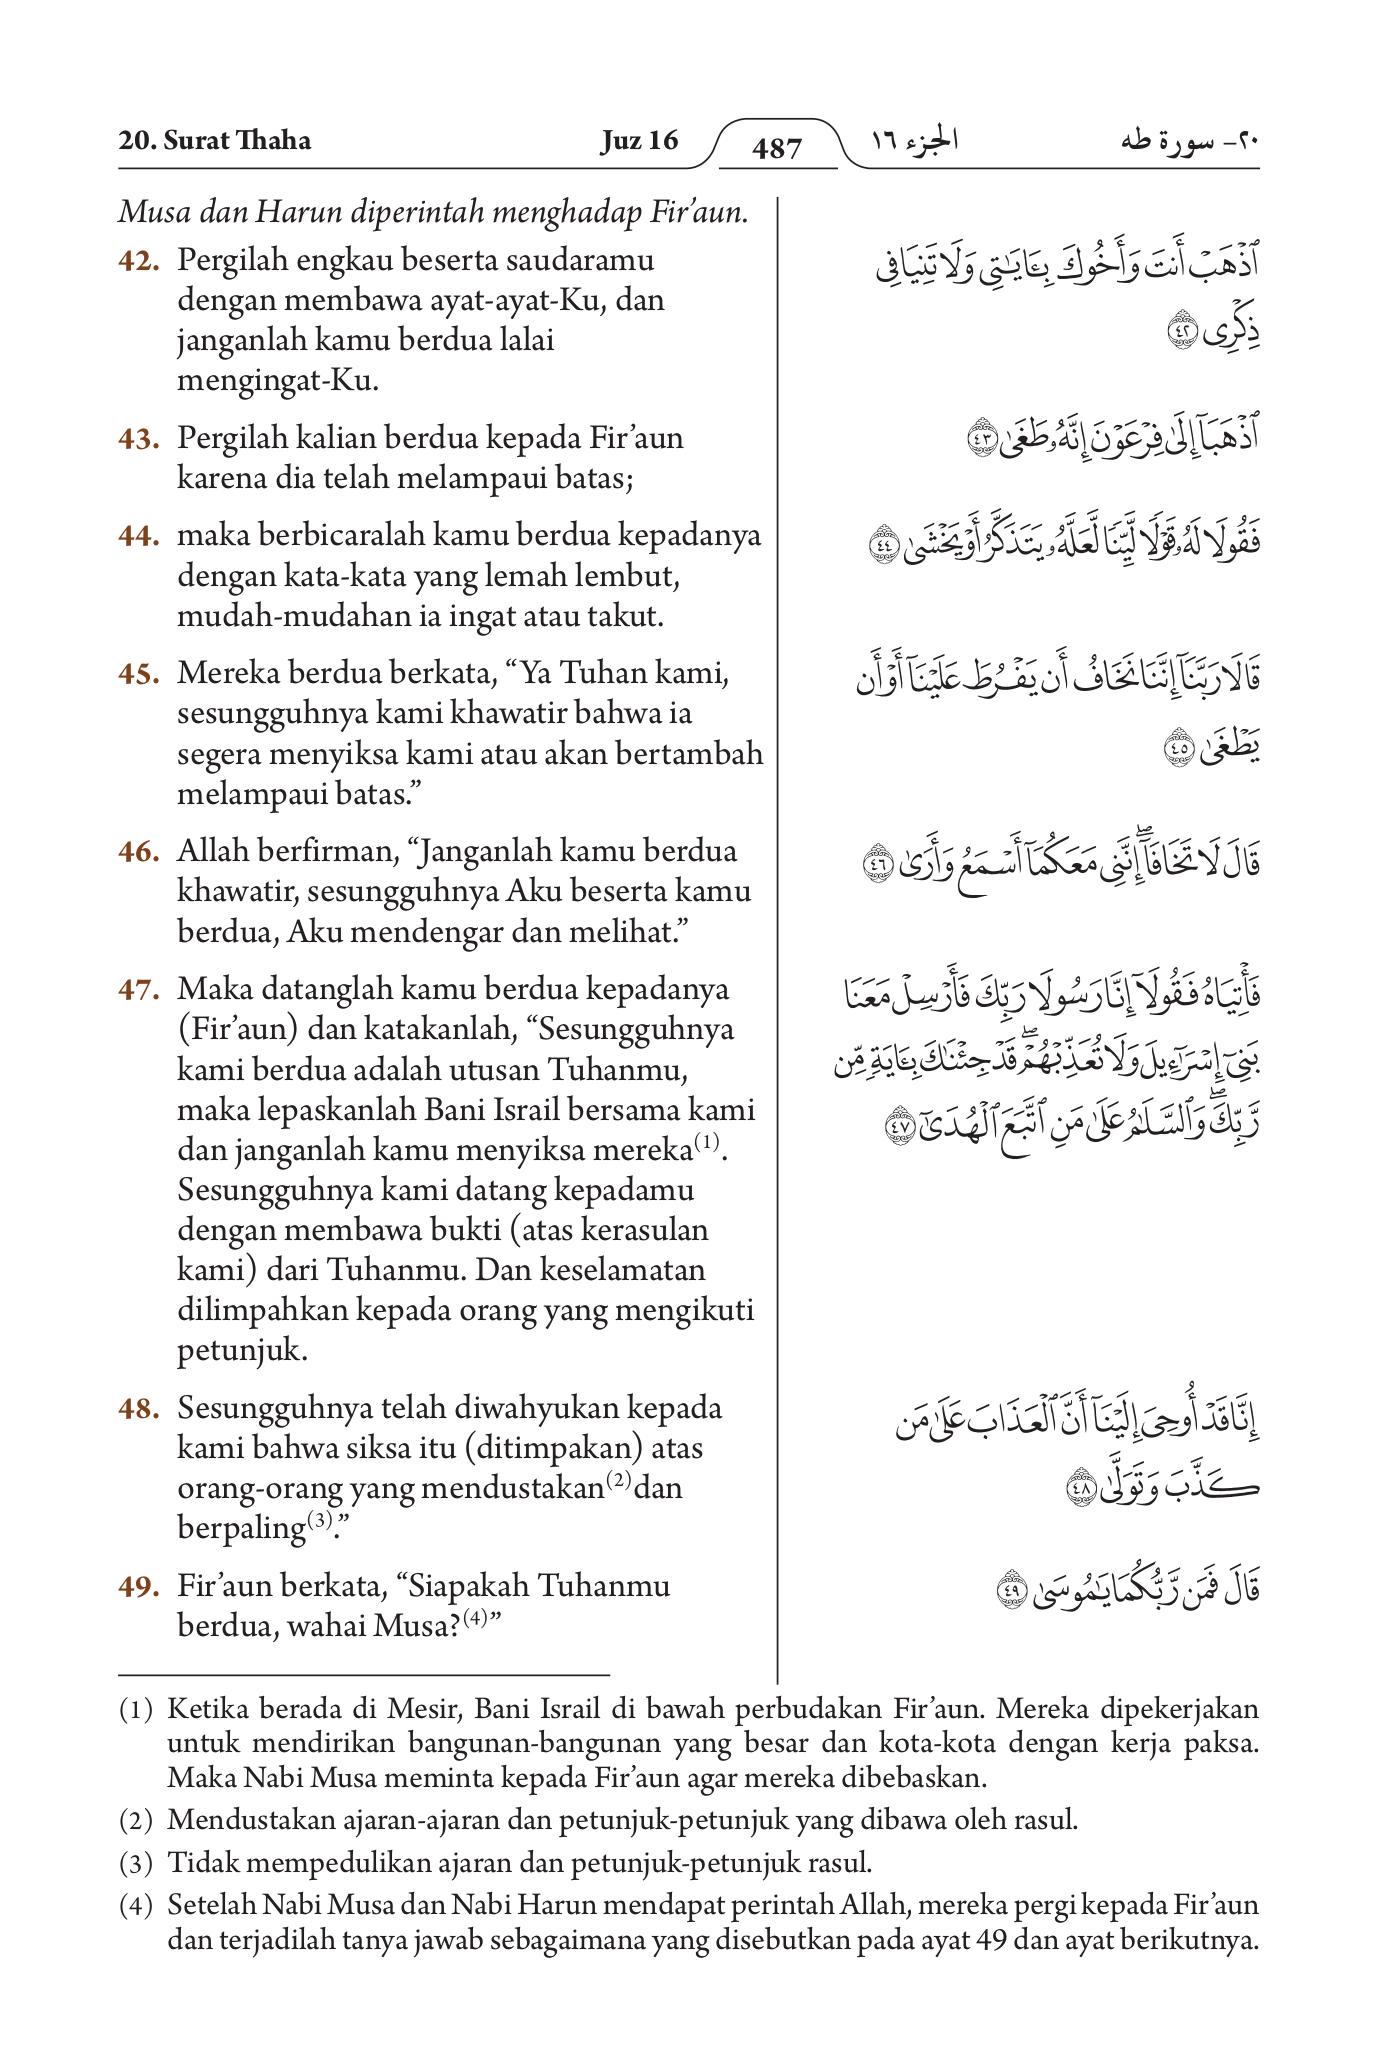 20. Surat Thaha Juz 16 487 الجزء ١٦ ٢٠- سورة طه
Musa dan Harun diperintah menghadap Fir’aun.
42. Pergilah engkau beserta saudaramu
dengan membawa ayat-ayat-Ku, dan
janganlah kamu berdua lalai
mengingat-Ku.
ٱذْهَبْ أَنتَ وَأَخُوكَ بِـَٔايَـٰتِى وَلَا تَنِيَا فِى
ذِكْرِى ٤٢
43. Pergilah kalian berdua kepada Fir’aun
karena dia telah melampaui batas;
ٱذْهَبَآ إِلَىٰ فِرْعَوْنَ إِنَّهُۥ طَغَىٰ ٤٣
44. maka berbicaralah kamu berdua kepadanya
dengan kata-kata yang lemah lembut,
mudah-mudahan ia ingat atau takut.
فَقُولَا لَهُۥ قَوْلًا لَّيِّنًا لَّعَلَّهُۥ يَتَذَكَّرُ أَوْ يَخْشَىٰ ٤٤
45. Mereka berdua berkata, “Ya Tuhan kami,
sesungguhnya kami khawatir bahwa ia
segera menyiksa kami atau akan bertambah
melampaui batas.”
قَالَا رَبَّنَآ إِنَّنَا نَخَافُ أَن يَفْرُطَ عَلَيْنَآ أَوْ أَن
يَطْغَىٰ ٤٥
46. Allah berfirman, “Janganlah kamu berdua
khawatir, sesungguhnya Aku beserta kamu
berdua, Aku mendengar dan melihat.”
قَالَ لَا تَخَافَآ ۖ إِنَّنِى مَعَكُمَآ أَسْمَعُ وَأَرَىٰ ٤٦
47. Maka datanglah kamu berdua kepadanya
(Fir’aun) dan katakanlah, “Sesungguhnya
kami berdua adalah utusan Tuhanmu,
maka lepaskanlah Bani Israil bersama kami
dan janganlah kamu menyiksa mereka(1).
Sesungguhnya kami datang kepadamu
dengan membawa bukti (atas kerasulan
kami) dari Tuhanmu. Dan keselamatan
dilimpahkan kepada orang yang mengikuti
petunjuk.
فَأْتِيَاهُ فَقُولَآ إِنَّا رَسُولَا رَبِّكَ فَأَرْسِلْ مَعَنَا
بَنِىٓ إِسْرَٰٓءِيلَ وَلَا تُعَذِّبْهُمْ ۖ قَدْ جِئْنَـٰكَ بِـَٔايَةٍ مِّن
رَّبِّكَ ۖ وَٱلسَّلَـٰمُ عَلَىٰ مَنِ ٱتَّبَعَ ٱلْهُدَىٰٓ ٤٧
48. Sesungguhnya telah diwahyukan kepada
kami bahwa siksa itu (ditimpakan) atas
orang-orang yang mendustakan(2)dan
berpaling(3).”
إِنَّا قَدْ أُوحِىَ إِلَيْنَآ أَنَّ ٱلْعَذَابَ عَلَىٰ مَن
كَذَّبَ وَتَوَلَّىٰ ٤٨
49. Fir’aun berkata, “Siapakah Tuhanmu
berdua, wahai Musa?(4)”
قَالَ فَمَن رَّبُّكُمَا يَـٰمُوسَىٰ ٤٩
(1) Ketika berada di Mesir, Bani Israil di bawah perbudakan Fir’aun. Mereka dipekerjakan
untuk mendirikan bangunan-bangunan yang besar dan kota-kota dengan kerja paksa.
Maka Nabi Musa meminta kepada Fir’aun agar mereka dibebaskan.
(2) Mendustakan ajaran-ajaran dan petunjuk-petunjuk yang dibawa oleh rasul.
(3) Tidak mempedulikan ajaran dan petunjuk-petunjuk rasul.
(4) Setelah Nabi Musa dan Nabi Harun mendapat perintah Allah, mereka pergi kepada Fir’aun
dan terjadilah tanya jawab sebagaimana yang disebutkan pada ayat 49 dan ayat berikutnya.